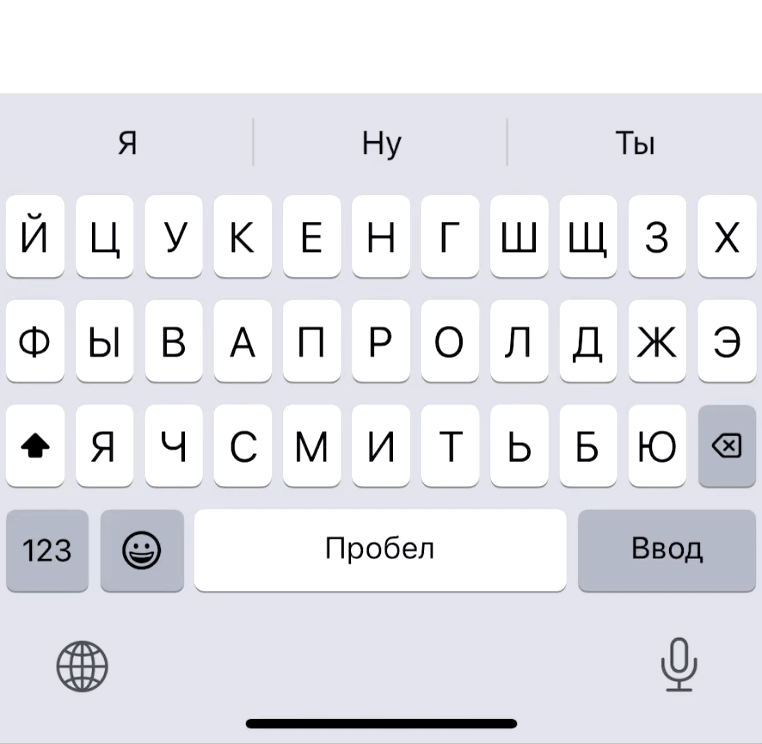 Я Ну Ты
Й Ц У К Е Н Г Ш Щ З Х
Ф Ы В А П Р О Л Д Ж Э
Я Ч С М И Т Ь Б Ю
123 Пробел Ввод